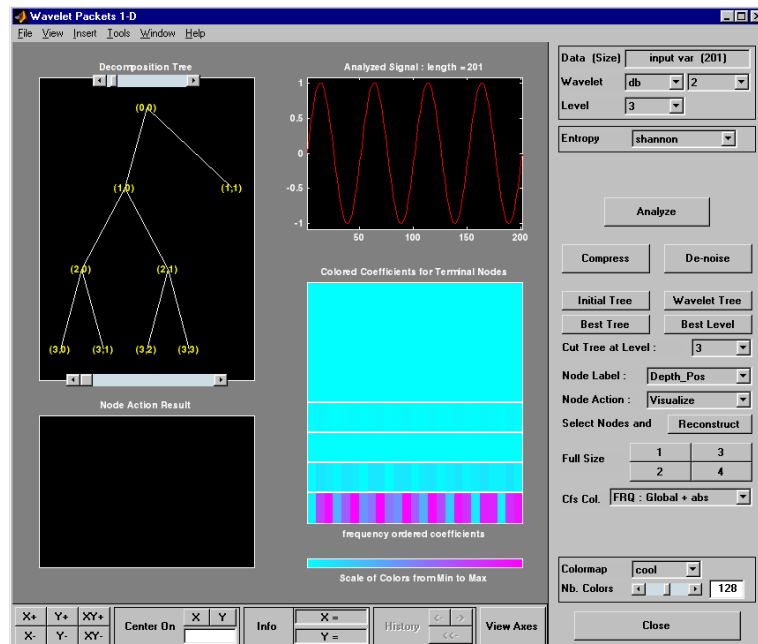 Wavelet Packets 1-D
File View Insert Tools Window Help
Decomposition Tree
(0,0)
(1,0) (1,1)
(2,0) (2,1)
(3,0) (3,1) (3,2) (3,3)
Node Action Result
Analyzed Signal : length = 201
1
0.5
0
-0.5
-1
50 100 150 200
Colored Coefficients for Terminal Nodes
frequency ordered coefficients
Scale of Colors from Min to Max
Data (Size) input var (201)
Wavelet db 2
Level 3
Entropy shannon
Analyze
Compress De-noise
Initial Tree Wavelet Tree
Best Tree Best Level
Cut Tree at Level : 3
Node Label : Depth_Pos
Node Action : Visualize
Select Nodes and Reconstruct
Full Size 1 3
2 4
Cfs Col. FRQ : Global + abs
Colormap cool
Nb. Colors 128
Close
X+ Y+ XY+
X- Y- XY-
Center On X Y
Info X =
Y =
History <- ->
<<-
View Axes